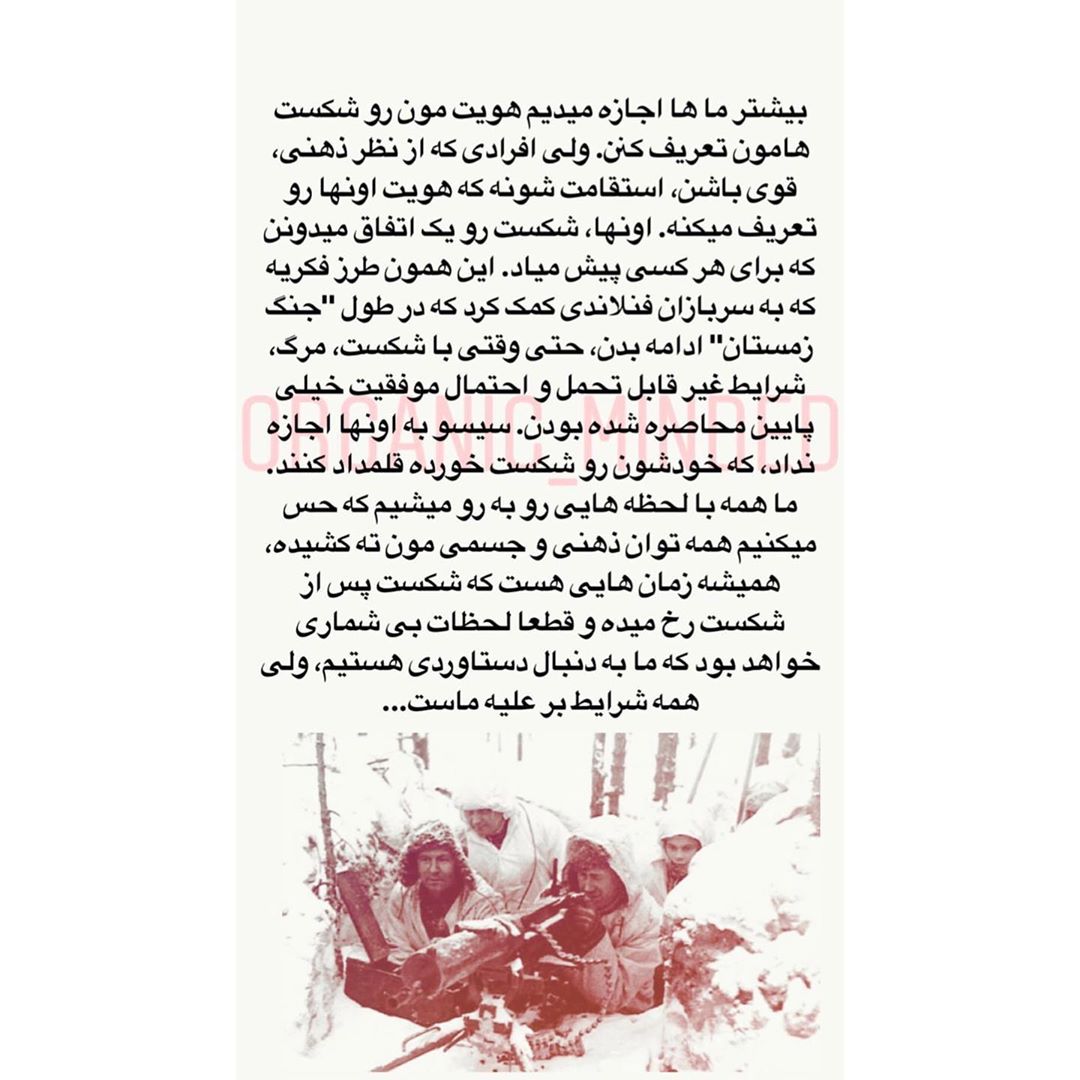 بیشتر ما ها اجازه میدیم هویت مون رو شکست
هامون تعریف کنن. ولی افرادی که از نظر ذهنی،
قوی باشن، استقامت شونه که هویت اونها رو
تعریف میکنه. اونها، شکست رو یک اتفاق میدونن
که برای هر کسی پیش میاد. این همون طرز فکریه
که به سربازان فنلاندی کمک کرد که در طول "جنگ
زمستان" ادامه بدن، حتی وقتی با شکست، مرگ،
شرایط غیر قابل تحمل و احتمال موفقیت خیلی
پایین محاصره شده بودن. سیسو به اونها اجازه
نداد، که خودشون رو شکست خورده قلمداد کنند.
ما همه با لحظه هایی رو به رو میشیم که حس
میکنیم همه توان ذهنی و جسمی مون ته کشیده،
همیشه زمان هایی هست که شکست پس از
شکست رخ میده و قطعا لحظات بی شماری
خواهد بود که ما به دنبال دستاوردی هستیم، ولی
همه شرایط بر علیه ماست...
ORGANIC_MINDED